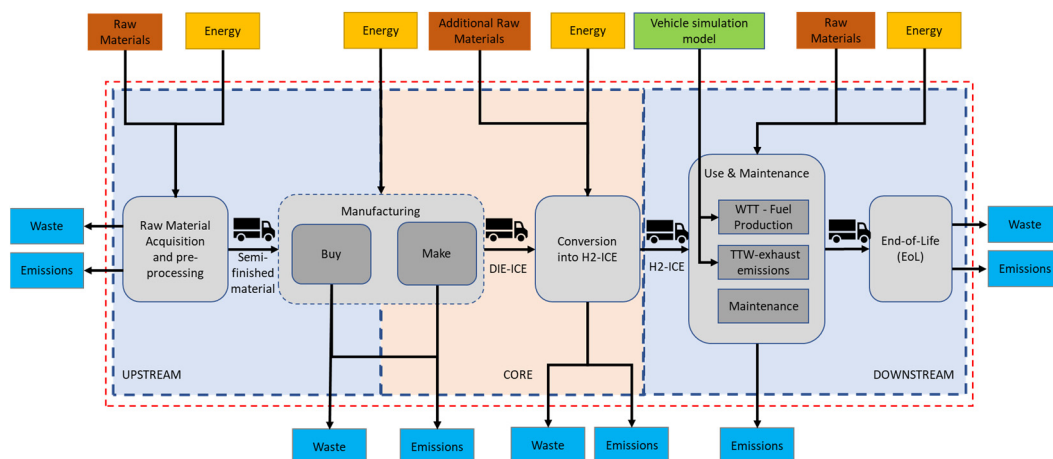 Raw
Materials
Energy
Energy
Additional Raw
Materials
Energy
Vehicle simulation
model
Raw
Materials
Energy
Waste
Emissions
Raw Material
Acquisition
and pre-
processing
Semi-
finished
material
Manufacturing
Buy
Make
DIE-ICE
Conversion
into H2-ICE
H2-ICE
Use & Maintenance
WTT - Fuel
Production
TTW-exhaust
emissions
Maintenance
End-of-Life
(EoL)
Waste
Emissions
UPSTREAM
CORE
DOWNSTREAM
Waste
Emissions
Waste
Emissions
Emissions